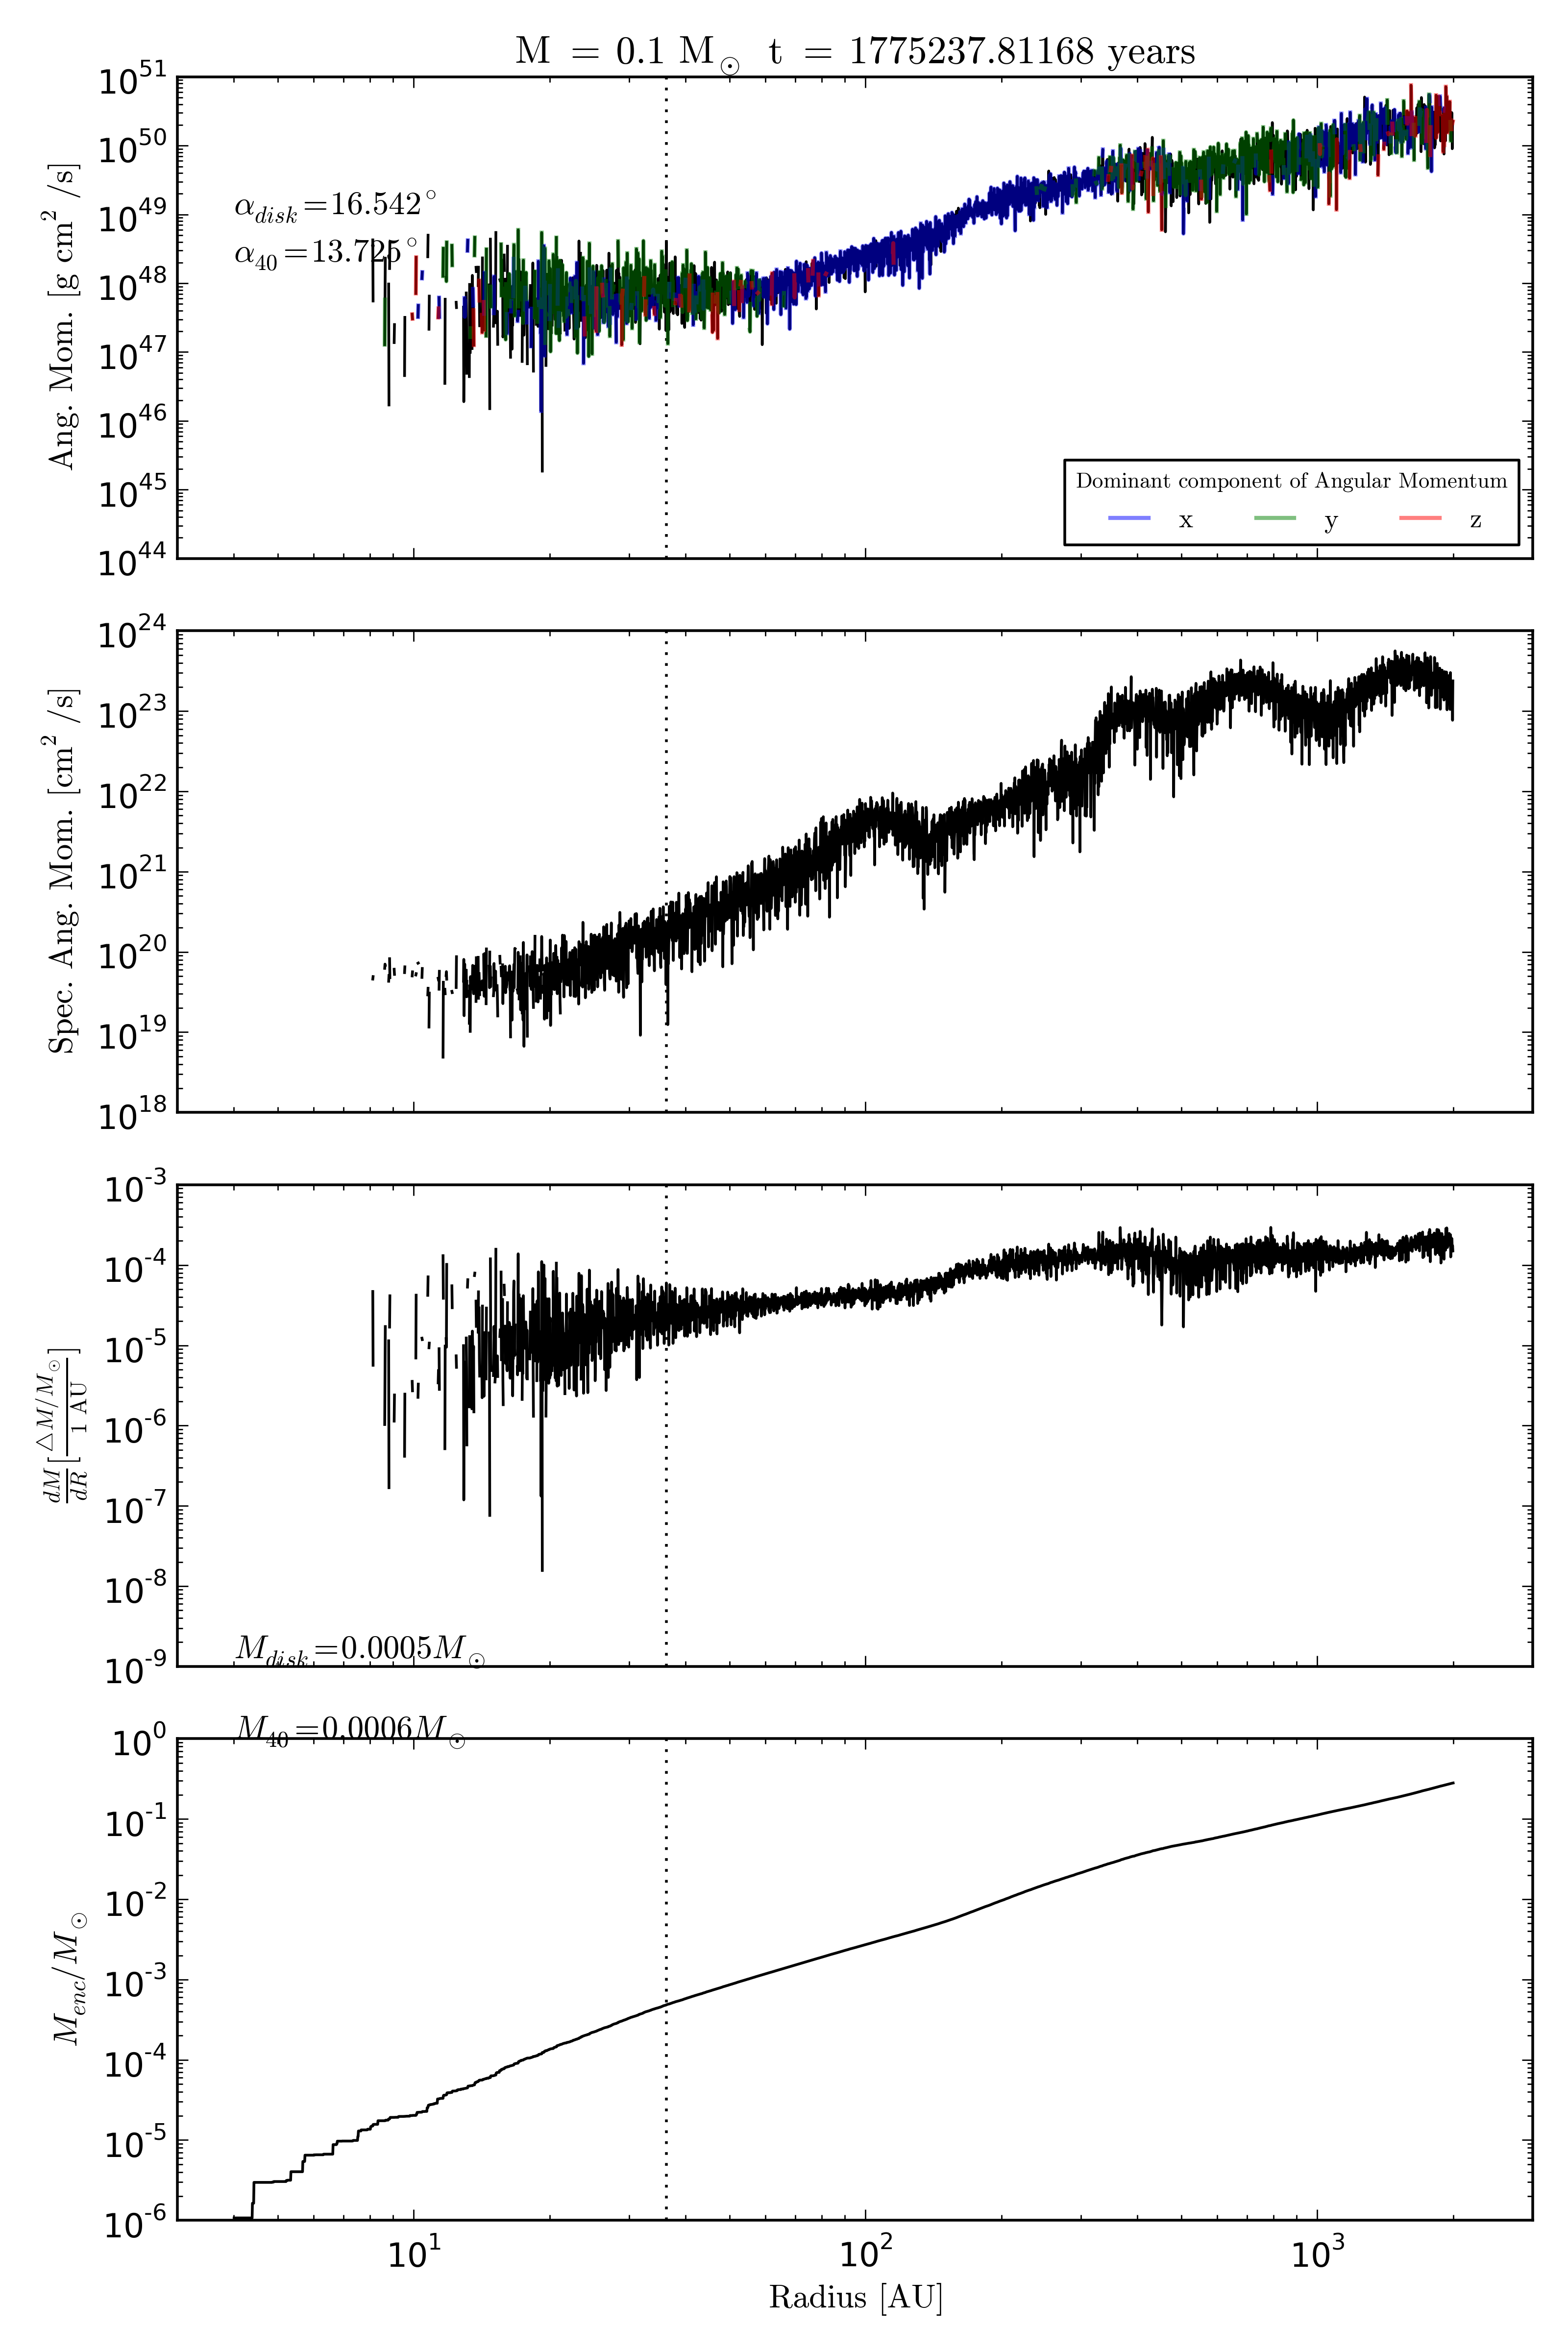 M = 0.1 M⊙ t = 1775237.81168 years
10^51
10^50
10^49
10^48
10^47
10^46
10^45
10^44
Ang. Mom. [g cm^2 /s]
α_disk=16.542°
α_40=13.725°
Dominant component of Angular Momentum
x y z
10^24
10^23
10^22
10^21
10^20
10^19
10^18
Spec. Ang. Mom. [cm^2 /s]
10^-3
10^-4
10^-5
10^-6
10^-7
10^-8
10^-9
dM/dR [△M/M⊙ / 1 AU]
M_disk=0.0005M⊙
M_40=0.0006M⊙
10^0
10^-1
10^-2
10^-3
10^-4
10^-5
10^-6
M_enc/M⊙
10^1 10^2 10^3
Radius [AU]